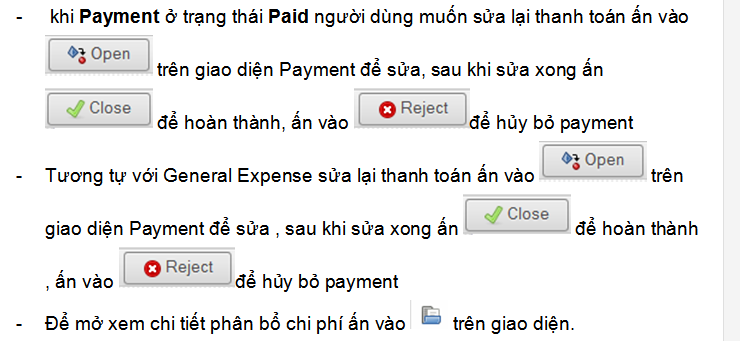 - khi Payment ở trạng thái Paid người dùng muốn sửa lại thanh toán ấn vào
Open trên giao diện Payment để sửa, sau khi sửa xong ấn
Close để hoàn thành, ấn vào Reject để hủy bỏ payment
- Tương tự với General Expense sửa lại thanh toán ấn vào Open trên
giao diện Payment để sửa , sau khi sửa xong ấn Close để hoàn thành
, ấn vào Reject để hủy bỏ payment
- Để mở xem chi tiết phân bổ chi phí ấn vào trên giao diện.